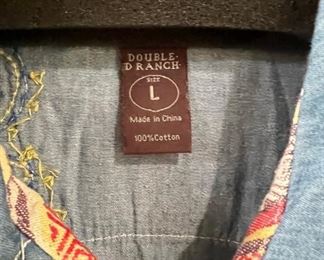 DOUBLE·
D RANCH
SIZE
L
Made in China
100% Cotton